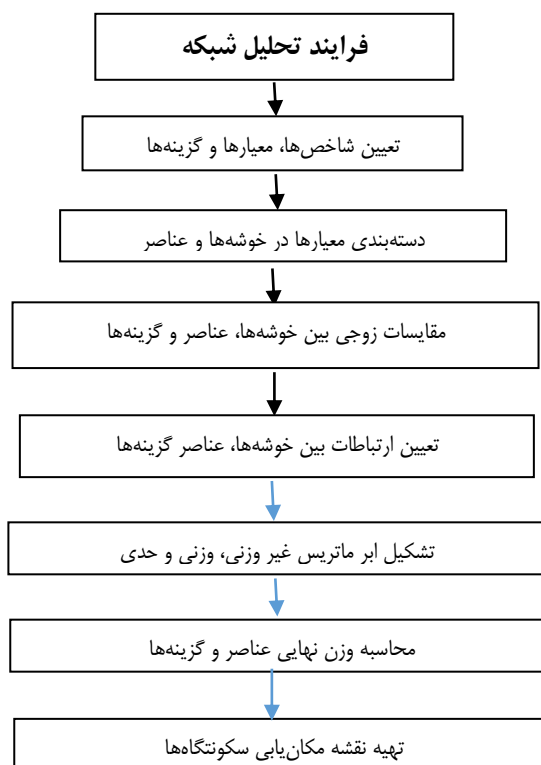 فرایند تحلیل شبکه
تعیین شاخص‌ها، معیارها و گزینه‌ها
دسته‌بندی معیارها در خوشه‌ها و عناصر
مقایسات زوجی بین خوشه‌ها، عناصر و گزینه‌ها
تعیین ارتباطات بین خوشه‌ها، عناصر گزینه‌ها
تشکیل ابر ماتریس غیر وزنی، وزنی و حدی
محاسبه وزن نهایی عناصر و گزینه‌ها
تهیه نقشه مکان‌یابی سکونتگاه‌ها